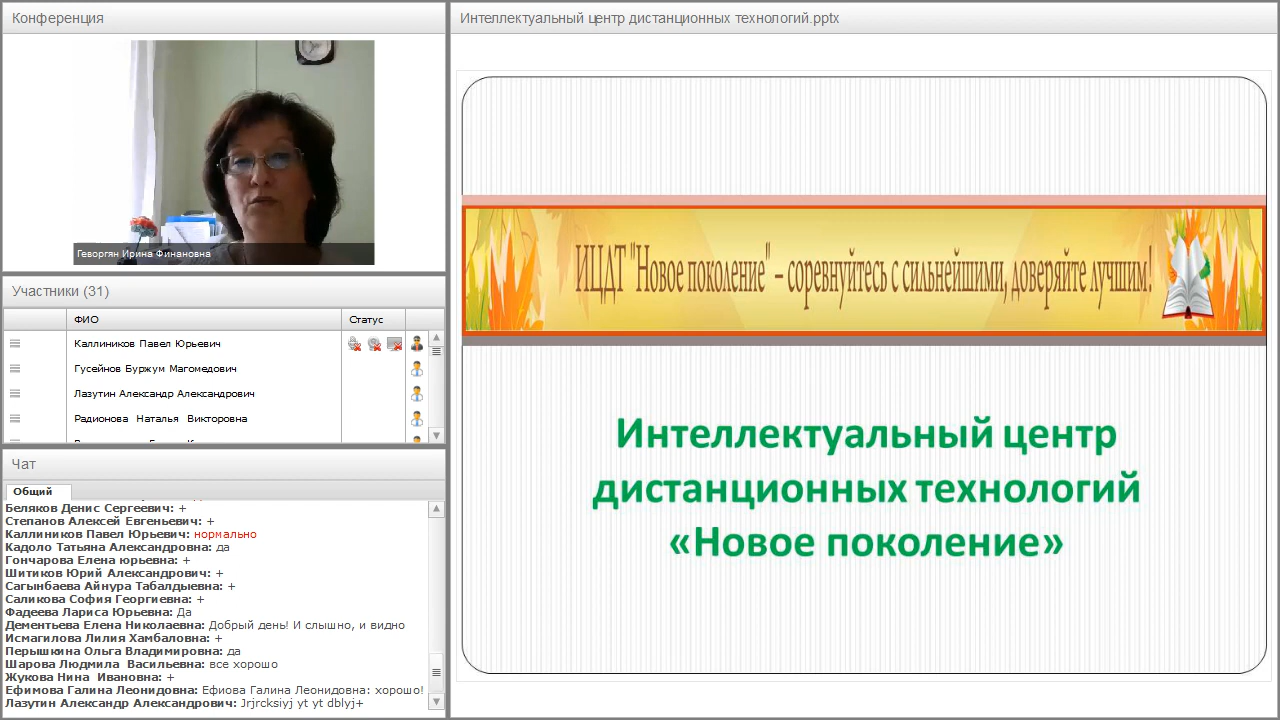 Конференция
Геворгян Ирина Финановна
Участники (31)
ФИО Статус
Каллиников Павел Юрьевич
Гусейнов Буржум Магомедович
Лазутин Александр Александрович
Радионова Наталья Викторовна
Чат
Общий
Беляков Денис Сергеевич: +
Степанов Алексей Евгеньевич: +
Каллиников Павел Юрьевич: нормально
Кадоло Татьяна Александровна: да
Гончарова Елена юрьевна: +
Шитиков Юрий Александрович: +
Сагынбаева Айнура Табалдыевна: +
Саликова София Георгиевна: +
Фадеева Лариса Юрьевна: Да
Дементьева Елена Николаевна: Добрый день! И слышно, и видно
Исмагилова Лилия Хамбаловна: +
Перышкина Ольга Владимировна: да
Шарова Людмила Васильевна: все хорошо
Жукова Нина Ивановна: +
Ефимова Галина Леонидовна: Ефиова Галина Леонидовна: хорошо!
Лазутин Александр Александрович: Jrjrcksiyj yt yt dblyj+
Интеллектуальный центр дистанционных технологий.pptx
ИЦДТ "Новое поколение" – соревнуйтесь с сильнейшими, доверяйте лучшим!
Интеллектуальный центр
дистанционных технологий
«Новое поколение»